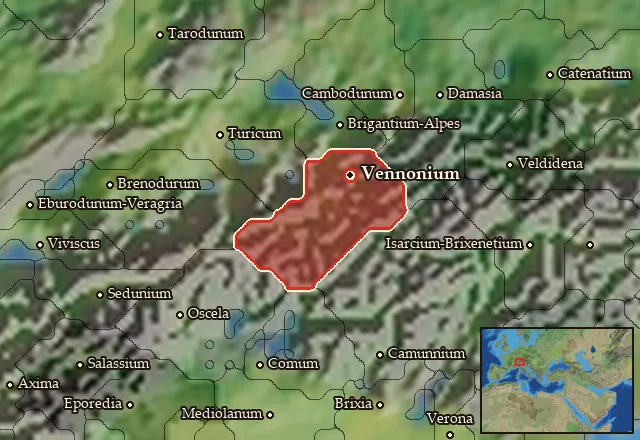 Tarodunum
Catenatium
Cambodunum
Damasia
Brigantium-Alpes
Turicum
Veldidena
Vennonium
Brenodurum
Eburodunum-Veragria
Viviscus
Isarcium-Brixenetium
Sedunium
Oscela
Camunnium
Salassium
Comum
Axima
Eporedia
Brixia
Mediolanum
Verona